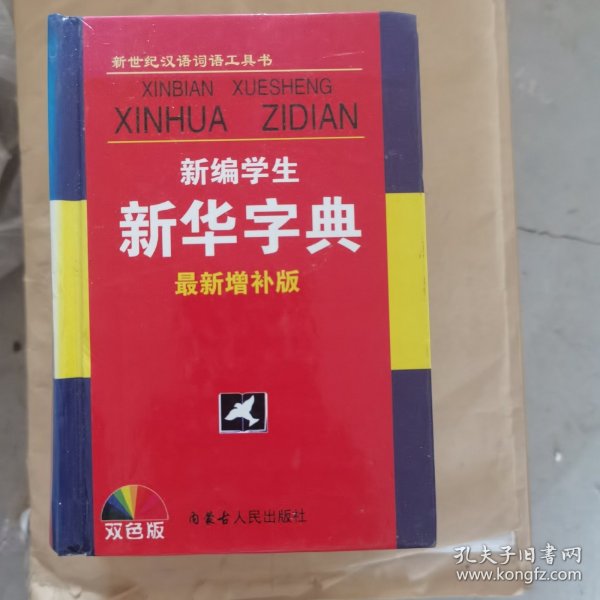 新世纪汉语词语工具书
XINBIAN XUESHENG
XINHUA ZIDIAN
新编学生
新华字典
最新增补版
双色版
内蒙古人民出版社
孔夫子旧书网
www.kongfz.com